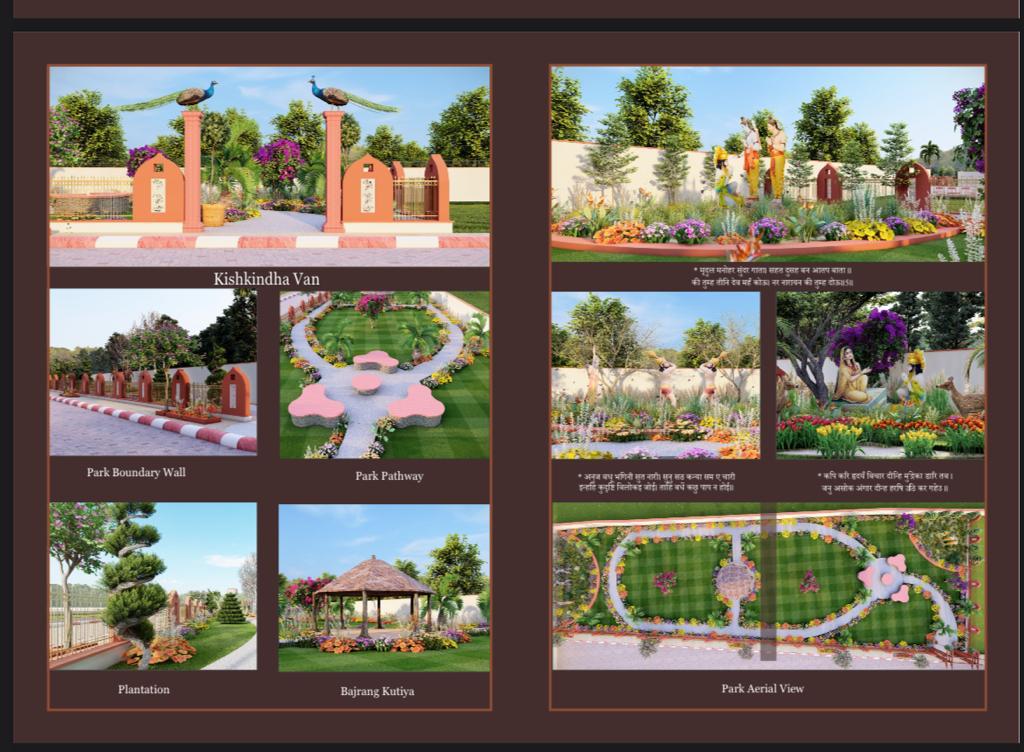 Kishkindha Van
Park Boundary Wall
Park Pathway
Plantation
Bajrang Kutiya
* मृदुल मनोहर सुंदर गाता। सहत दुसह बन आतप बाता॥
की तुम्ह तीनि देव महँ कोऊ। नर नारायन की तुम्ह दोऊ॥5॥
* अनुज बधू भगिनी सुत नारी। सुनु सठ कन्या सम ए चारी
इन्हहि कुदृष्टि बिलोकइ जोई। ताहि बधें कछु पाप न होई॥
* कपि करि हृदयँ बिचार दीन्हि मुद्रिका डारि तब।
जनु असोक अंगार दीन्ह हरषि उठि कर गहेउ॥
Park Aerial View